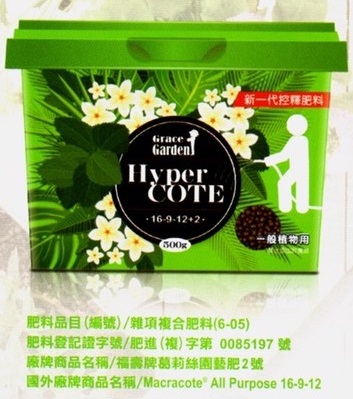 新一代控釋肥料
Grace
Garden
Hyper
COTE
16-9-12+2
500g
一般植物用
肥料品目(編號)/雜項複合肥料(6-05)
肥料登記證字號/肥進(複)字第 0085197 號
廠牌商品名稱/福壽牌葛莉絲園藝肥2號
國外廠牌商品名稱/Macracote® All Purpose 16-9-12